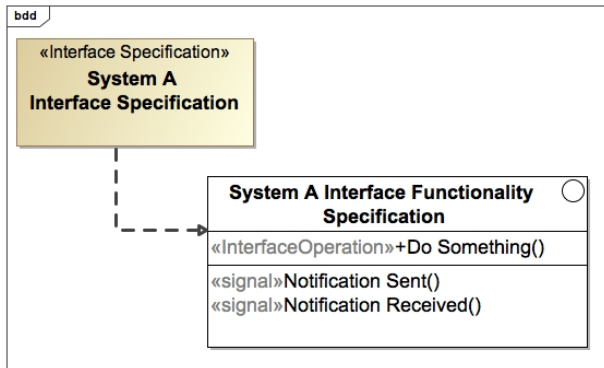 bdd
«Interface Specification»
System A
Interface Specification
System A Interface Functionality
Specification
«InterfaceOperation»+Do Something()
«signal»Notification Sent()
«signal»Notification Received()